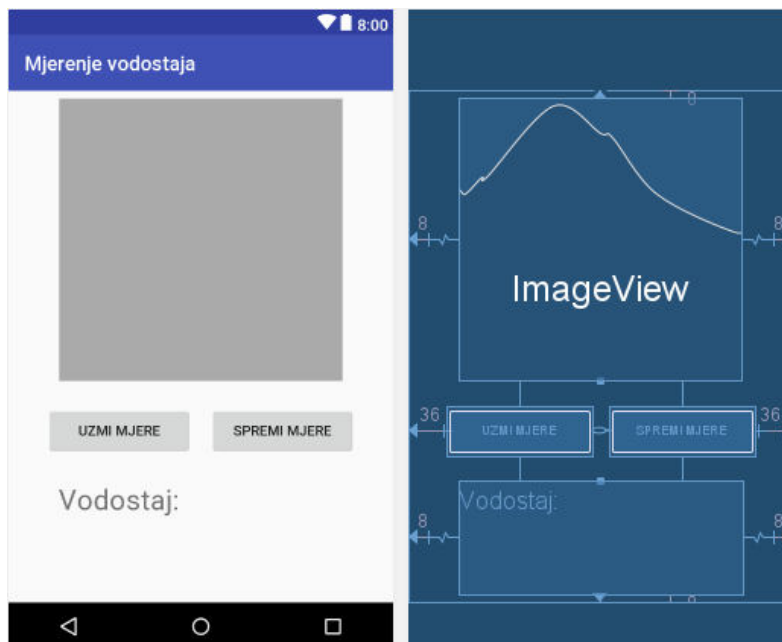 8:00
Mjerenje vodostaja
UZMI MJERE
SPREMI MJERE
Vodostaj:
8
8
8
ImageView
36
UZMI MJERE
SPREMI MJERE
36
Vodostaj:
8
8
8